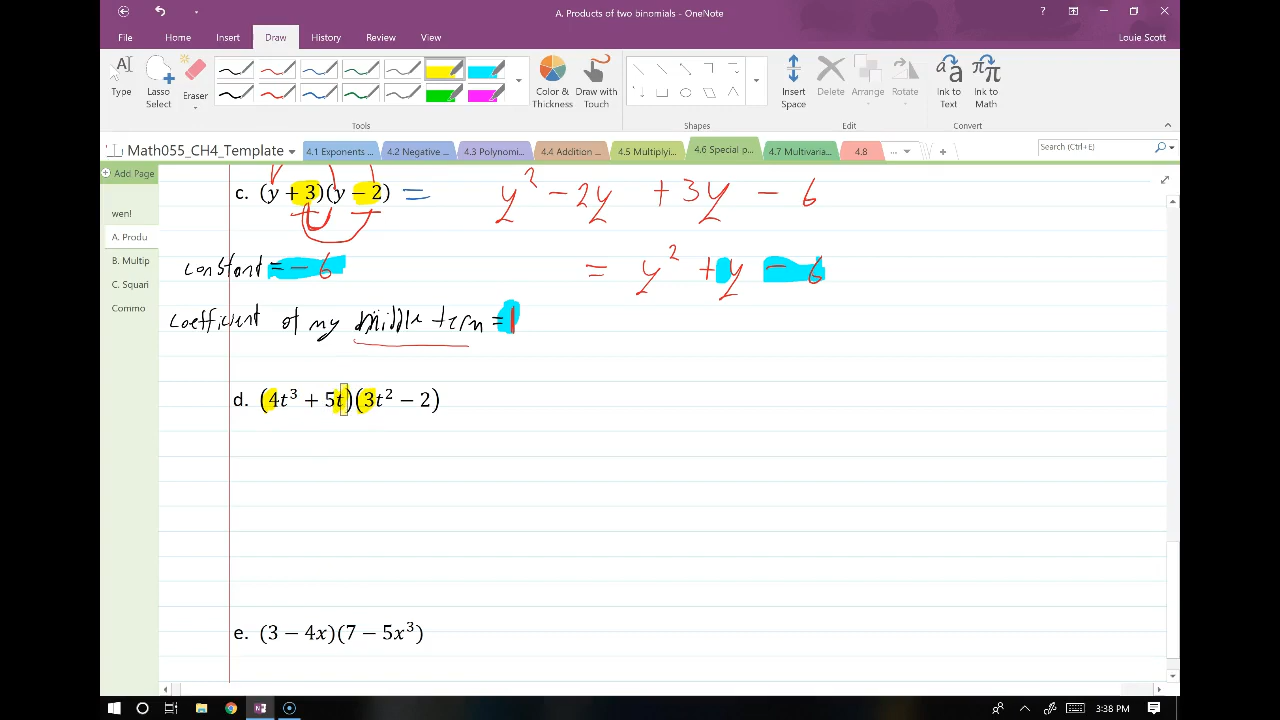 A. Products of two binomials - OneNote
?
File Home Insert Draw History Review View Louie Scott
Type Lasso Select Eraser Color & Thickness Draw with Touch Insert Space Delete Arrange Rotate Ink to Text Ink to Math
Tools Shapes Edit Convert
Math055_CH4_Template 4.1 Exponents 4.2 Negative 4.3 Polynomi... 4.4 Addition 4.5 Multiplyi... 4.6 Special p... 4.7 Multivaria... 4.8 ... Search (Ctrl+E)
Add Page
wen!
A. Produ
B. Multip
C. Squari
Commo
c. (y + 3)(y − 2) = y² − 2y + 3y − 6
constant = − 6 = y² + y − 6
coefficient of my middle term = 1
d. (4t³ + 5t)(3t² − 2)
e. (3 − 4x)(7 − 5x³)
3:38 PM